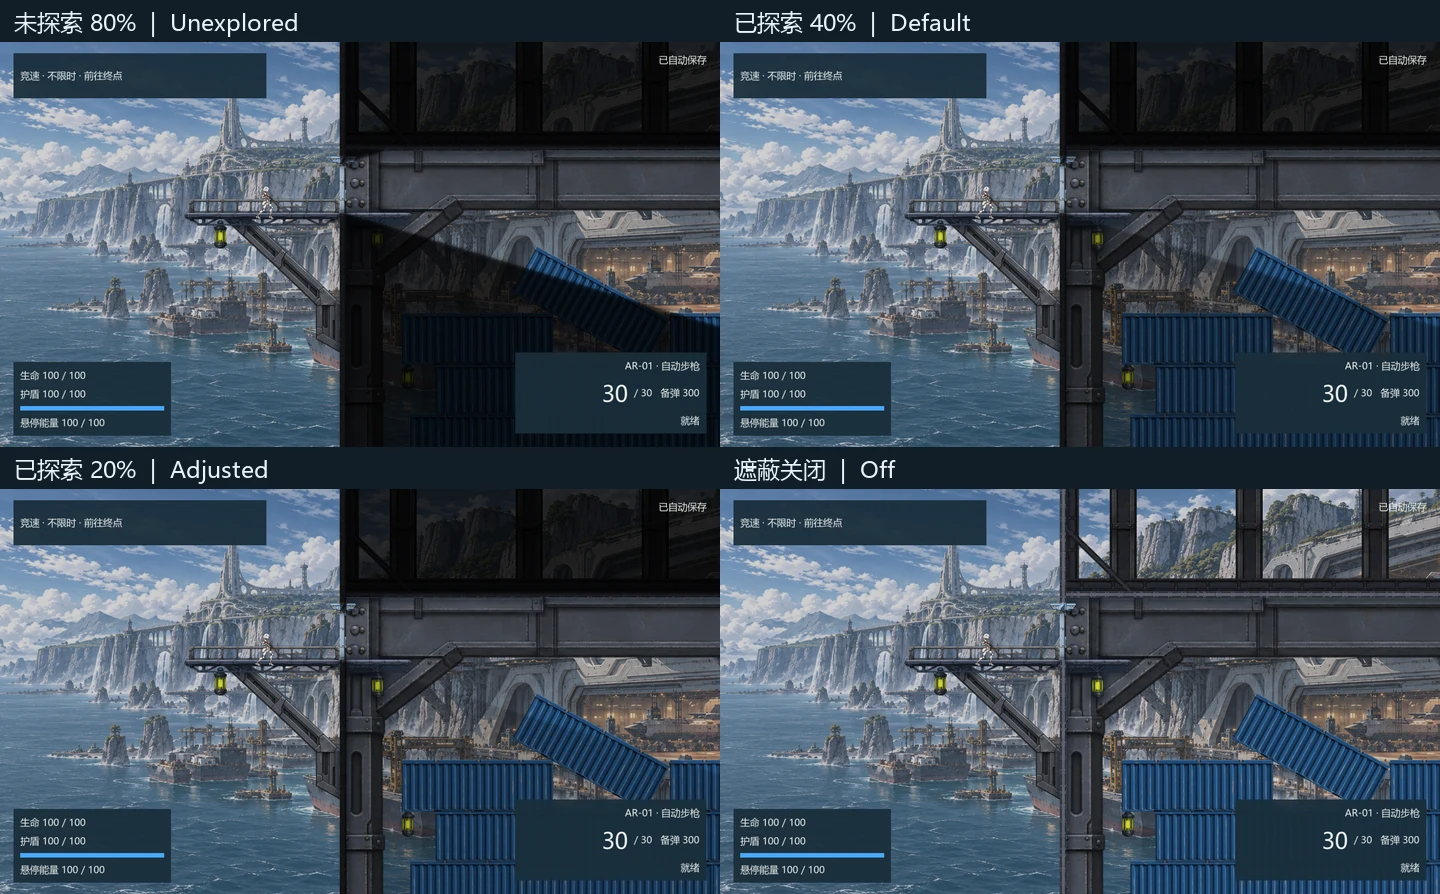 未探索 80% | Unexplored
竞速 · 不限时 · 前往终点
已自动保存
生命 100 / 100
护盾 100 / 100
悬停能量 100 / 100
AR-01 · 自动步枪
30 / 30 备弹 300
就绪
已探索 40% | Default
竞速 · 不限时 · 前往终点
已自动保存
生命 100 / 100
护盾 100 / 100
悬停能量 100 / 100
AR-01 · 自动步枪
30 / 30 备弹 300
就绪
已探索 20% | Adjusted
竞速 · 不限时 · 前往终点
已自动保存
生命 100 / 100
护盾 100 / 100
悬停能量 100 / 100
AR-01 · 自动步枪
30 / 30 备弹 300
就绪
遮蔽关闭 | Off
竞速 · 不限时 · 前往终点
已自动保存
生命 100 / 100
护盾 100 / 100
悬停能量 100 / 100
AR-01 · 自动步枪
30 / 30 备弹 300
就绪